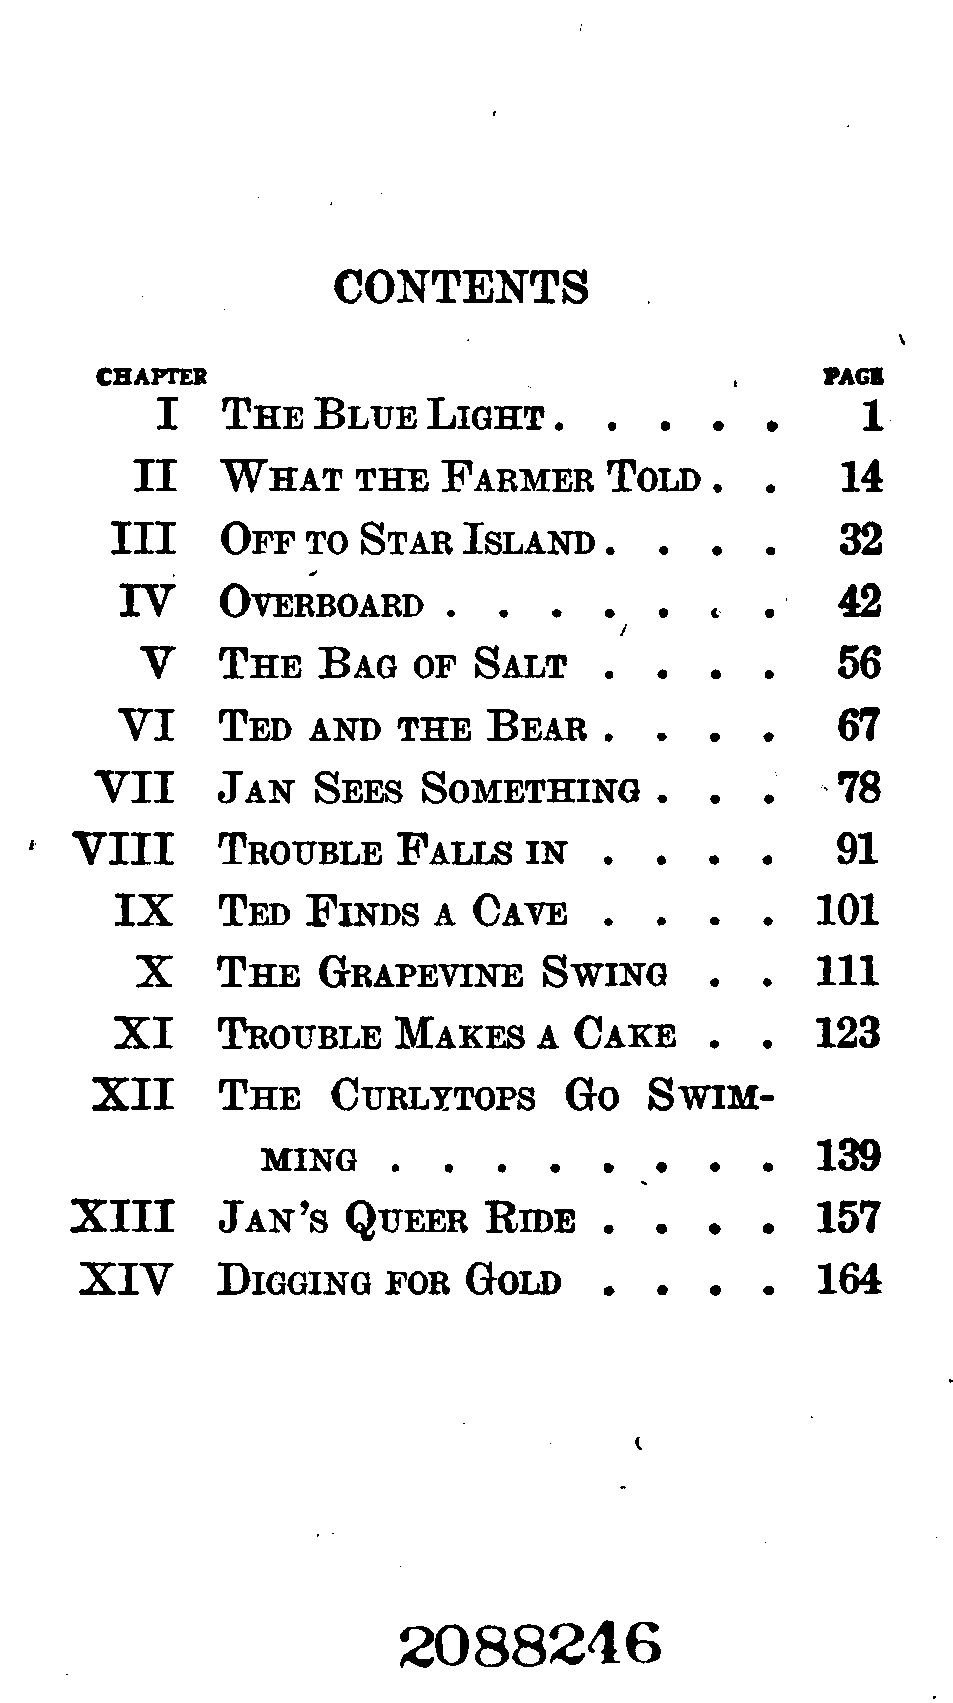 CONTENTS
CHAPTER PAGE
I The Blue Light . . . . . 1
II What the Farmer Told . . 14
III Off to Star Island . . . . 32
IV Overboard . . . . . . . 42
V The Bag of Salt . . . . 56
VI Ted and the Bear . . . . 67
VII Jan Sees Something . . . 78
VIII Trouble Falls in . . . . 91
IX Ted Finds a Cave . . . . 101
X The Grapevine Swing . . 111
XI Trouble Makes a Cake . . 123
XII The Curlytops Go Swim-
ming . . . . . . . . 139
XIII Jan's Queer Ride . . . . 157
XIV Digging for Gold . . . . 164
2088246